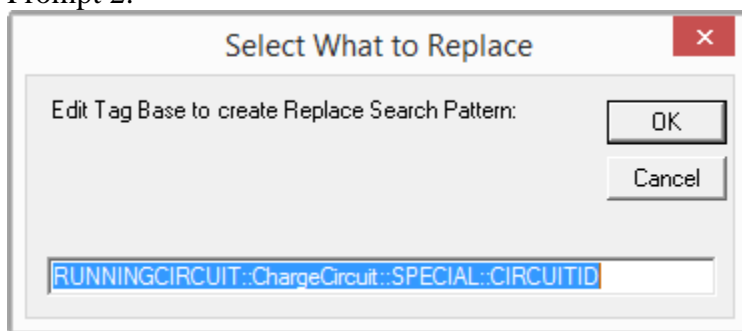 Prompt 2:
Select What to Replace
Edit Tag Base to create Replace Search Pattern:
OK
Cancel
RUNNINGCIRCUIT::ChargeCircuit::SPECIAL::CIRCUITID